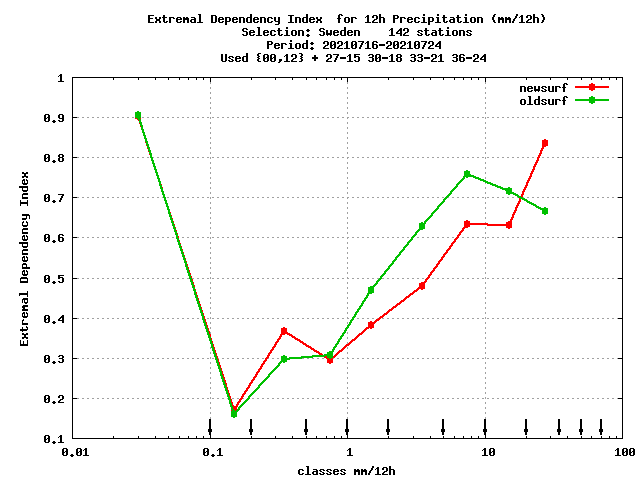 Extremal Dependency Index  for 12h Precipitation (mm/12h)
Selection: Sweden    142 stations
Period: 20210716-20210724
Used {00,12} + 27-15 30-18 33-21 36-24
newsurf
oldsurf
Extremal Dependency Index
1
0.9
0.8
0.7
0.6
0.5
0.4
0.3
0.2
0.1
0.01
0.1
1
10
100
classes mm/12h